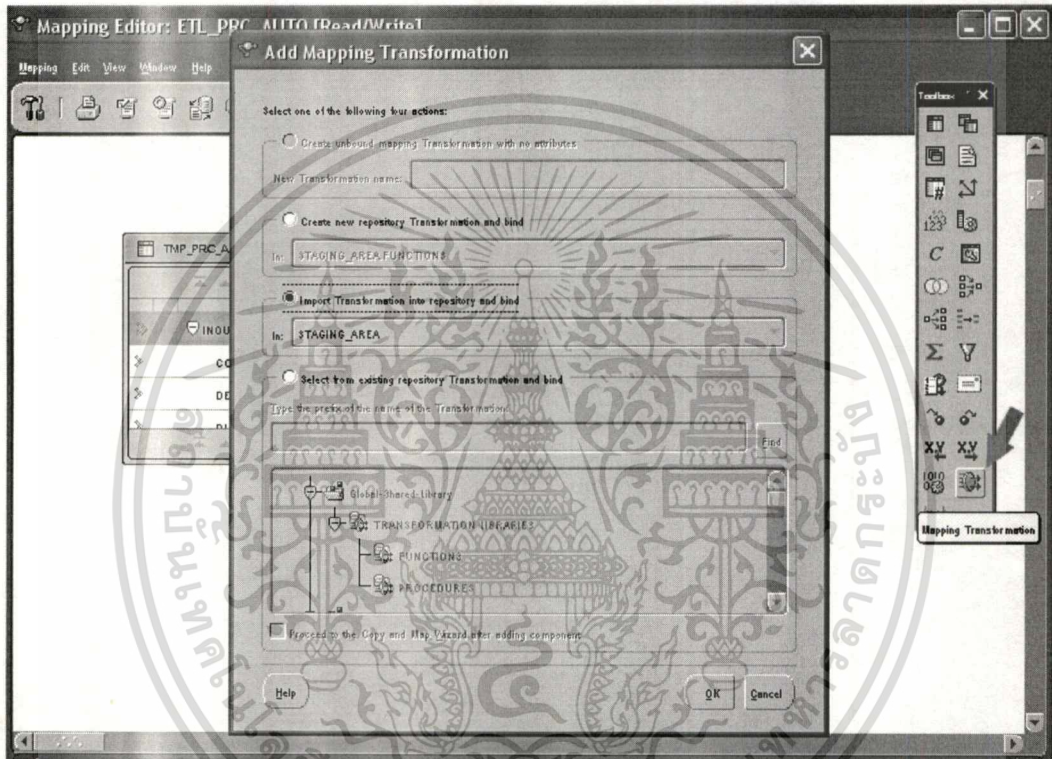 Mapping Editor: ETL_PRC_AUTO [Read/Write]
Mapping Edit View Window Help
Add Mapping Transformation
Select one of the following four actions:
Create unbound mapping Transformation with no attributes
New Transformation name:
Create new repository Transformation and bind
In: STAGING_AREA.FUNCTIONS
Import Transformation into repository and bind
In: STAGING_AREA
Select from existing repository Transformation and bind
Type the prefix of the name of the Transformation:
Find
Global-Shared-Library
TRANSFORMATION LIBRARIES
FUNCTIONS
PROCEDURES
Proceed to the Copy and Map Wizard after adding component
Help
OK
Cancel
TMP_PRC_A
INOU
CO
DE
Toolbox
Mapping Transformation